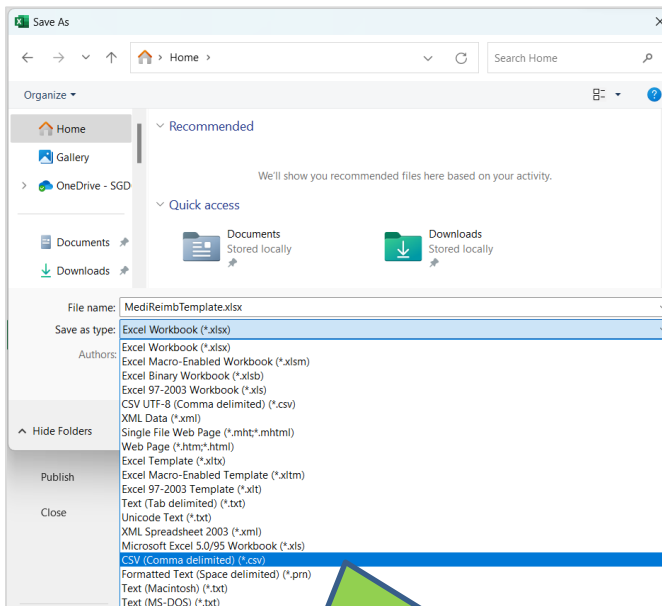 Save As
Home
Search Home
Organize
Home
Gallery
OneDrive - SGD
Documents
Downloads
Recommended
We'll show you recommended files here based on your activity.
Quick access
Documents
Stored locally
Downloads
Stored locally
File name: MediReimbTemplate.xlsx
Save as type: Excel Workbook (*.xlsx)
Authors:
Excel Workbook (*.xlsx)
Excel Macro-Enabled Workbook (*.xlsm)
Excel Binary Workbook (*.xlsb)
Excel 97-2003 Workbook (*.xls)
CSV UTF-8 (Comma delimited) (*.csv)
XML Data (*.xml)
Single File Web Page (*.mht;*.mhtml)
Web Page (*.htm;*.html)
Excel Template (*.xltx)
Excel Macro-Enabled Template (*.xltm)
Excel 97-2003 Template (*.xlt)
Text (Tab delimited) (*.txt)
Unicode Text (*.txt)
XML Spreadsheet 2003 (*.xml)
Microsoft Excel 5.0/95 Workbook (*.xls)
CSV (Comma delimited) (*.csv)
Formatted Text (Space delimited) (*.prn)
Text (Macintosh) (*.txt)
Text (MS-DOS) (*.txt)
Hide Folders
Publish
Close